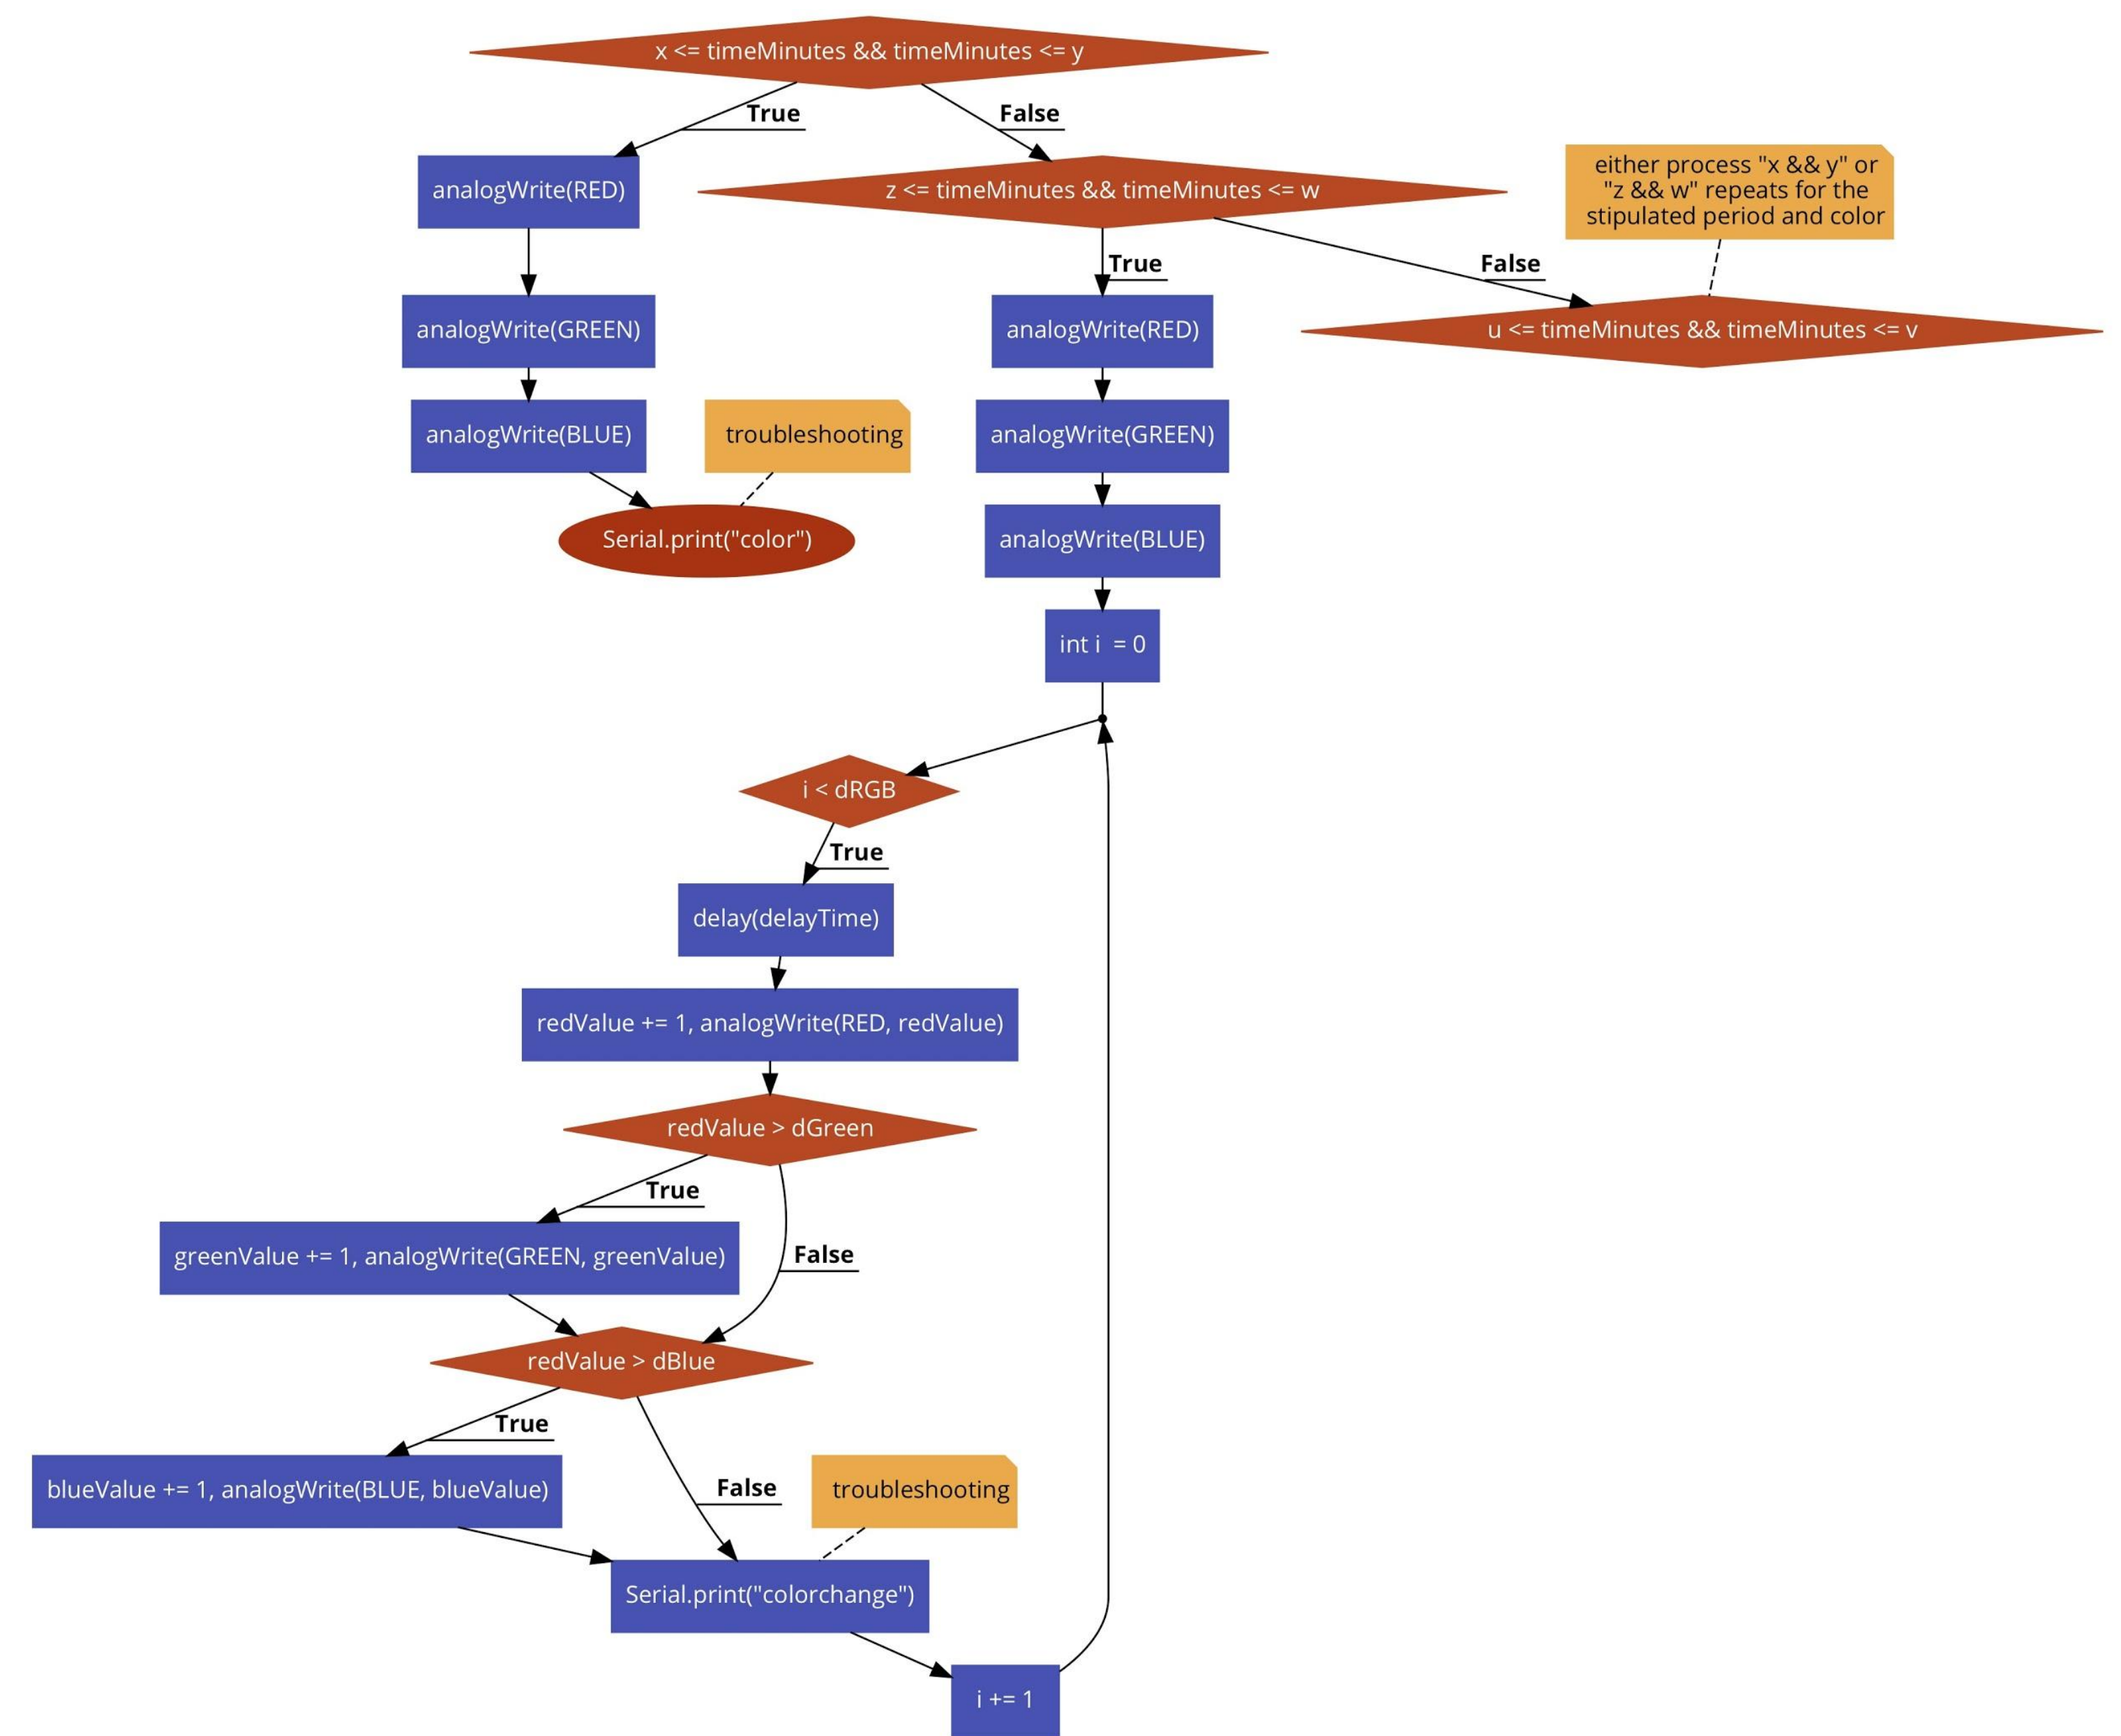 x <= timeMinutes && timeMinutes <= y
True
False
analogWrite(RED)
z <= timeMinutes && timeMinutes <= w
either process "x && y" or
"z && w" repeats for the
stipulated period and color
True
False
analogWrite(GREEN)
analogWrite(RED)
u <= timeMinutes && timeMinutes <= v
analogWrite(BLUE)
troubleshooting
analogWrite(GREEN)
Serial.print("color")
analogWrite(BLUE)
int i  = 0
i < dRGB
True
delay(delayTime)
redValue += 1, analogWrite(RED, redValue)
redValue > dGreen
True
greenValue += 1, analogWrite(GREEN, greenValue)
False
redValue > dBlue
True
blueValue += 1, analogWrite(BLUE, blueValue)
False
troubleshooting
Serial.print("colorchange")
i += 1